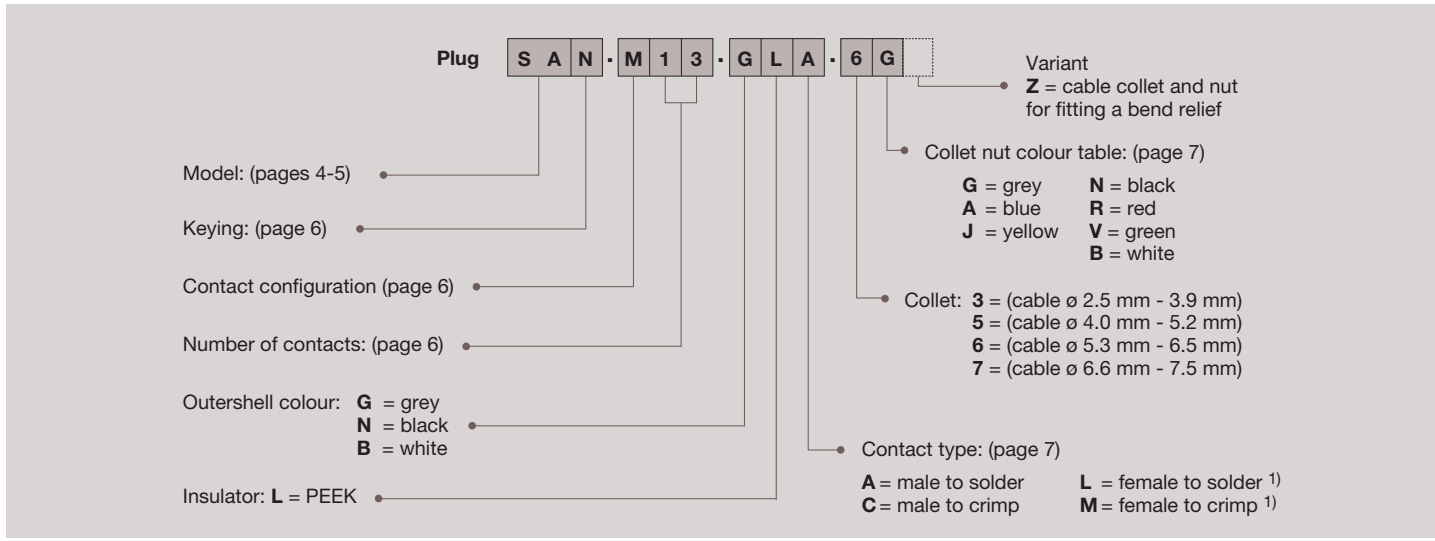 Plug S A N · M 1 3 · G L A · 6 G
Variant
Z = cable collet and nut
for fitting a bend relief
Collet nut colour table: (page 7)
G = grey N = black
A = blue R = red
J = yellow V = green
B = white
Model: (pages 4-5)
Keying: (page 6)
Contact configuration (page 6)
Number of contacts: (page 6)
Collet: 3 = (cable ø 2.5 mm - 3.9 mm)
5 = (cable ø 4.0 mm - 5.2 mm)
6 = (cable ø 5.3 mm - 6.5 mm)
7 = (cable ø 6.6 mm - 7.5 mm)
Outershell colour: G = grey
N = black
B = white
Insulator: L = PEEK
Contact type: (page 7)
A = male to solder L = female to solder 1)
C = male to crimp M = female to crimp 1)